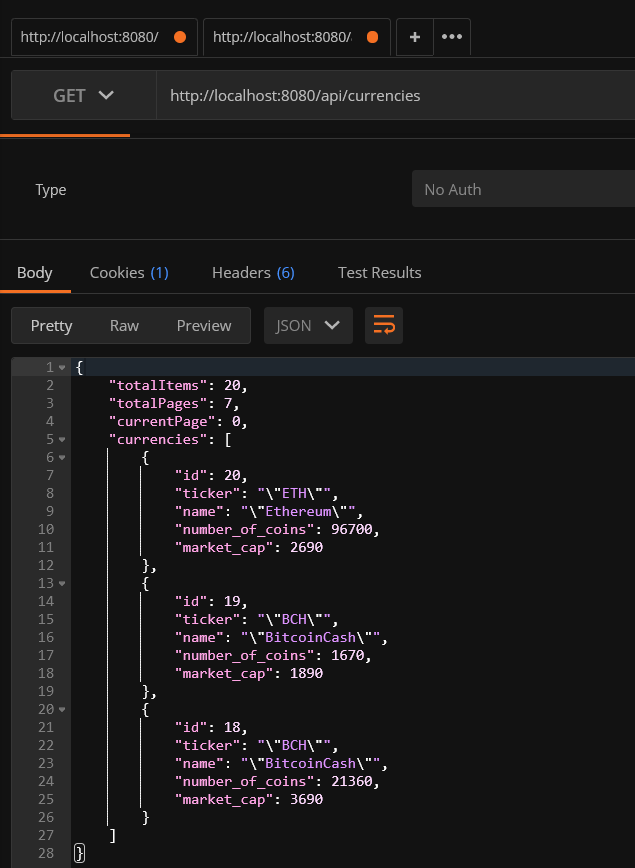 http://localhost:8080/ http://localhost:8080/. + •••
GET http://localhost:8080/api/currencies
Type No Auth
Body Cookies (1) Headers (6) Test Results
Pretty Raw Preview JSON
1 {
2 "totalItems": 20,
3 "totalPages": 7,
4 "currentPage": 0,
5 "currencies": [
6 {
7 "id": 20,
8 "ticker": "\"ETH\"",
9 "name": "\"Ethereum\"",
10 "number_of_coins": 96700,
11 "market_cap": 2690
12 },
13 {
14 "id": 19,
15 "ticker": "\"BCH\"",
16 "name": "\"BitcoinCash\"",
17 "number_of_coins": 1670,
18 "market_cap": 1890
19 },
20 {
21 "id": 18,
22 "ticker": "\"BCH\"",
23 "name": "\"BitcoinCash\"",
24 "number_of_coins": 21360,
25 "market_cap": 3690
26 }
27 ]
28 }